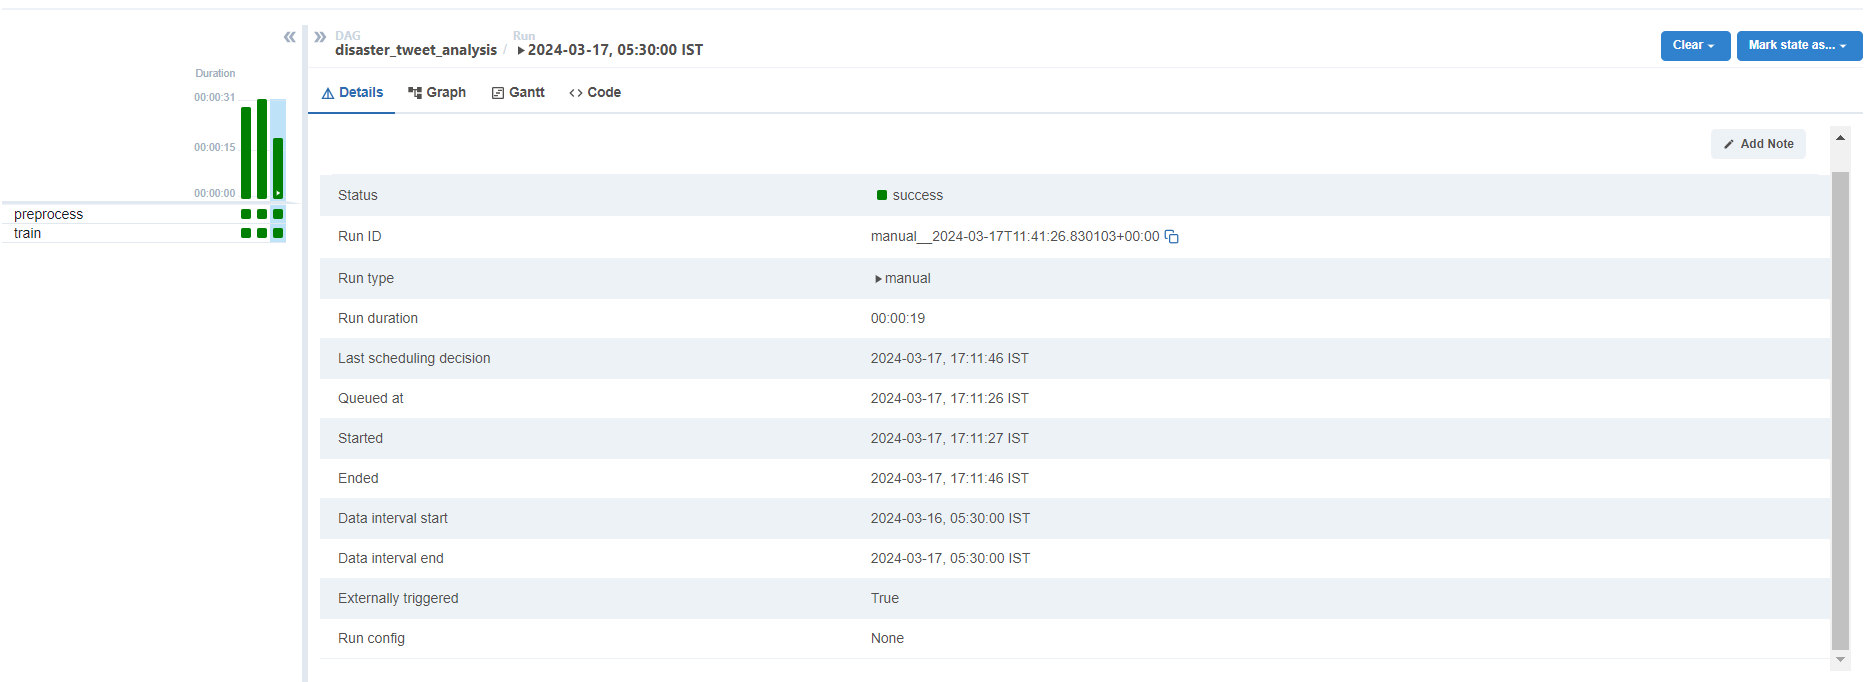 DAG
disaster_tweet_analysis / Run 2024-03-17, 05:30:00 IST
Clear
Mark state as...
Duration
00:00:31
00:00:15
00:00:00
preprocess
train
Details Graph Gantt Code
Add Note
Status success
Run ID manual__2024-03-17T11:41:26.830103+00:00
Run type manual
Run duration 00:00:19
Last scheduling decision 2024-03-17, 17:11:46 IST
Queued at 2024-03-17, 17:11:26 IST
Started 2024-03-17, 17:11:27 IST
Ended 2024-03-17, 17:11:46 IST
Data interval start 2024-03-16, 05:30:00 IST
Data interval end 2024-03-17, 05:30:00 IST
Externally triggered True
Run config None